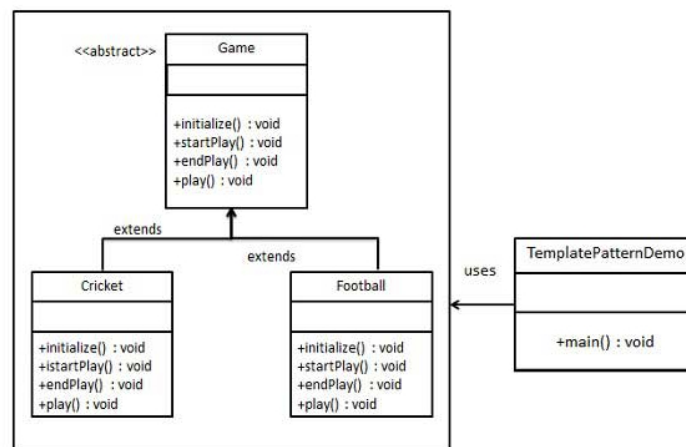 <<abstract>>
Game
+initialize() : void
+startPlay() : void
+endPlay() : void
+play() : void
extends
extends
Cricket
+initialize() : void
+istartPlay() : void
+endPlay() : void
+play() : void
Football
+initialize() : void
+startPlay() : void
+endPlay() : void
+play() : void
uses
TemplatePatternDemo
+main() : void